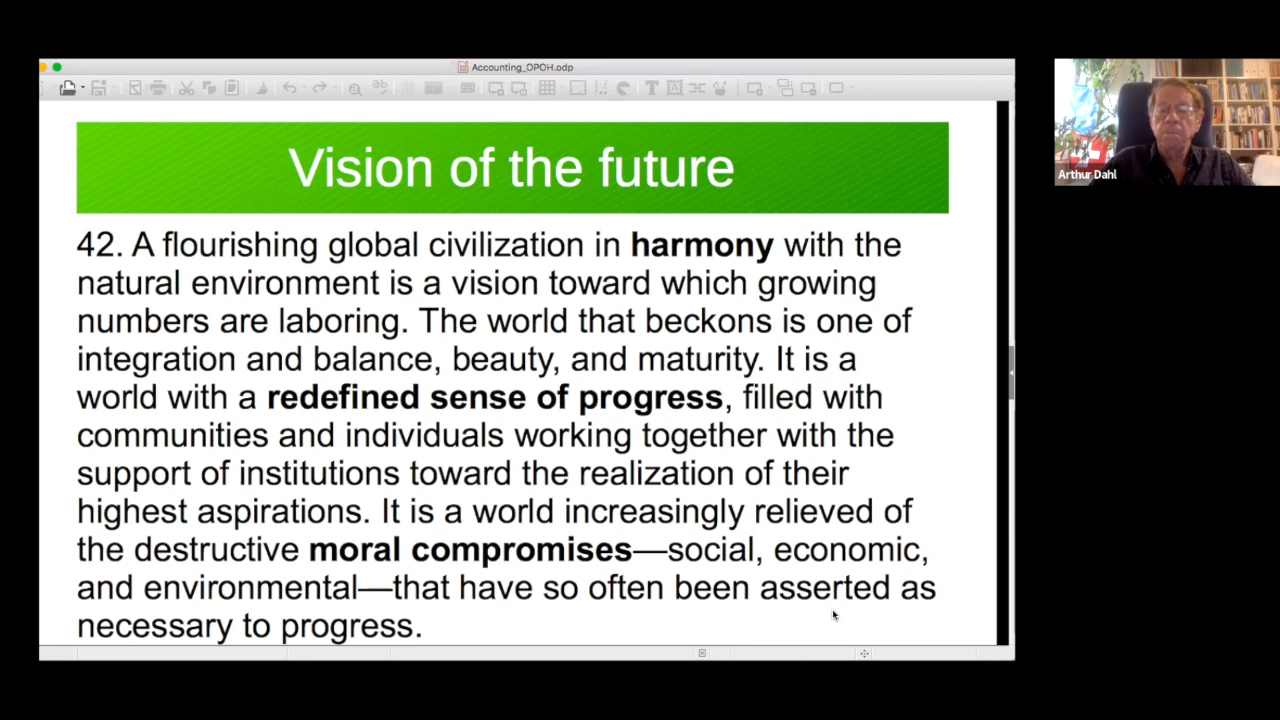 Accounting_OPOH.odp
Vision of the future
42. A flourishing global civilization in harmony with the
natural environment is a vision toward which growing
numbers are laboring. The world that beckons is one of
integration and balance, beauty, and maturity. It is a
world with a redefined sense of progress, filled with
communities and individuals working together with the
support of institutions toward the realization of their
highest aspirations. It is a world increasingly relieved of
the destructive moral compromises—social, economic,
and environmental—that have so often been asserted as
necessary to progress.
Arthur Dahl